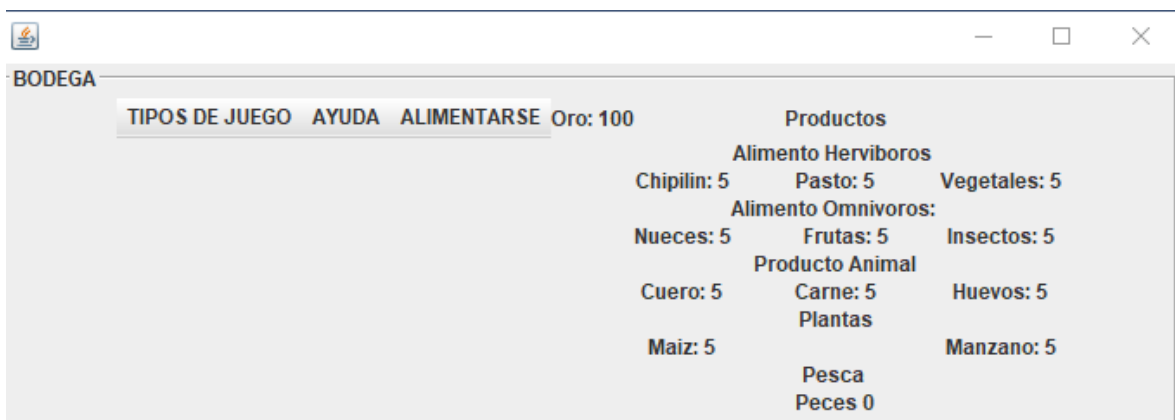 BODEGA
TIPOS DE JUEGO AYUDA ALIMENTARSE Oro: 100 Productos
Alimento Herviboros
Chipilin: 5 Pasto: 5 Vegetales: 5
Alimento Omnivoros:
Nueces: 5 Frutas: 5 Insectos: 5
Producto Animal
Cuero: 5 Carne: 5 Huevos: 5
Plantas
Maiz: 5 Manzano: 5
Pesca
Peces 0